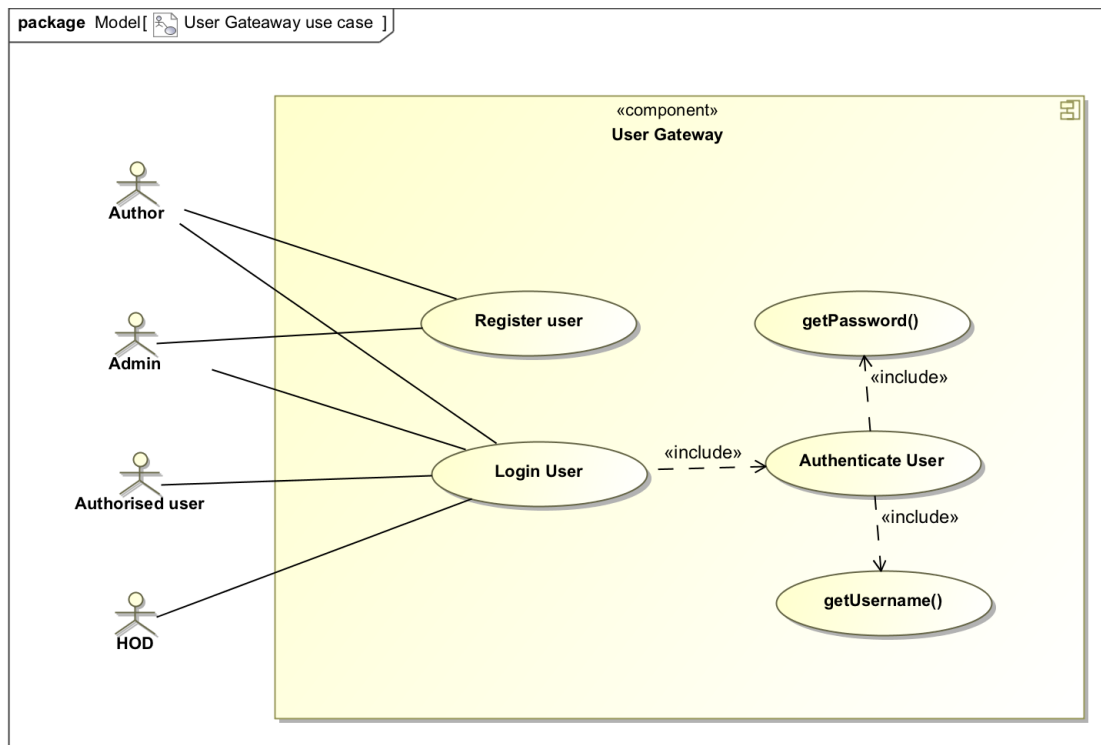 package Model[ User Gateaway use case ]
«component»
User Gateway
Author
Register user
getPassword()
Admin
«include»
Login User
«include»
Authenticate User
Authorised user
«include»
getUsername()
HOD